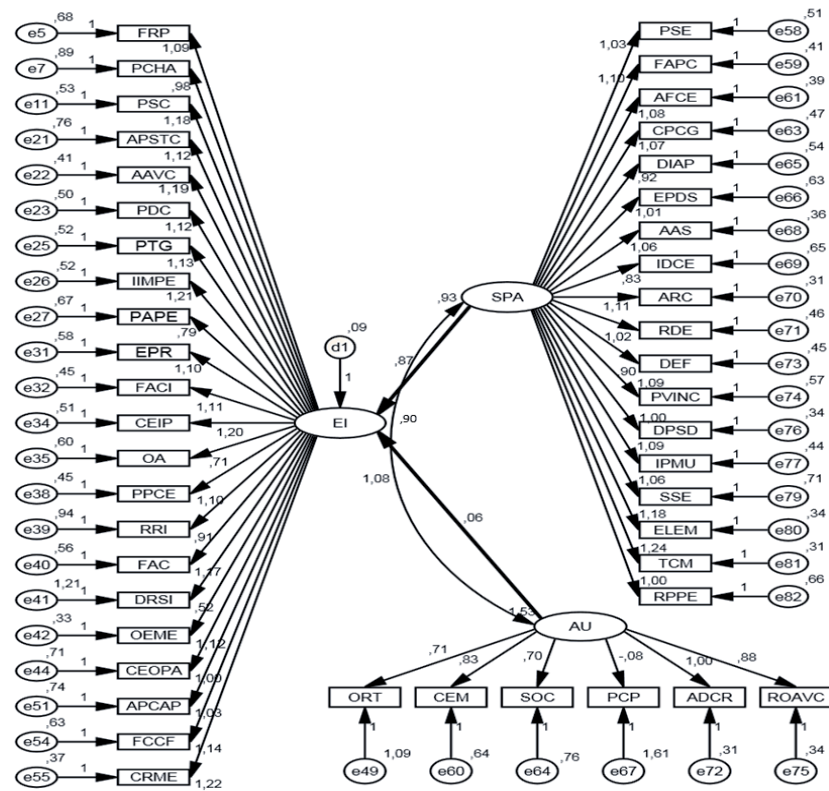 e5 ,68 1 FRP 1,09
e7 ,89 1 PCHA ,98
e11 ,53 1 PSC 1,18
e21 ,76 1 APSTC 1,12
e22 ,41 1 AAVC 1,19
e23 ,50 1 PDC 1,12
e25 ,52 1 PTG 1,13
e26 ,52 1 IIMPE 1,21
e27 ,67 1 PAPE ,79
e31 ,58 1 EPR 1,10
e32 ,45 1 FACI 1,11
e34 ,51 1 CEIP 1,20
e35 ,60 1 OA ,71
e38 ,45 1 PPCE 1,10
e39 ,94 1 RRI ,91
e40 ,56 1 FAC 1,17
e41 1,21 1 DRSI ,52
e42 ,33 1 OEME 1,12
e44 ,71 1 CEOPA 1,00
e51 ,74 1 APCAP 1,03
e54 ,63 1 FCCF 1,14
e55 ,37 1 CRME 1,22
d1 ,09
1
EI
,87
,90
1,08
,06
SPA ,93
1,03 PSE 1 e58 ,51
1,10 FAPC 1 e59 ,41
1,08 AFCE 1 e61 ,39
1,07 CPCG 1 e63 ,47
,92 DIAP 1 e65 ,54
1,01 EPDS 1 e66 ,63
1,06 AAS 1 e68 ,36
,83 IDCE 1 e69 ,65
1,11 ARC 1 e70 ,31
1,02 RDE 1 e71 ,46
,90 DEF 1 e73 ,45
1,09 PVINC 1 e74 ,57
1,00 DPSD 1 e76 ,34
1,09 IPMU 1 e77 ,44
1,06 SSE 1 e79 ,71
1,18 ELEM 1 e80 ,34
1,24 TCM 1 e81 ,31
1,00 RPPE 1 e82 ,66
1,53
AU
,71 ,83 ,70 -,08 1,00 ,88
ORT CEM SOC PCP ADCR ROAVC
1 1 1 1 1 1
e49 1,09 e60 ,64 e64 ,76 e67 1,61 e72 ,31 e75 ,34